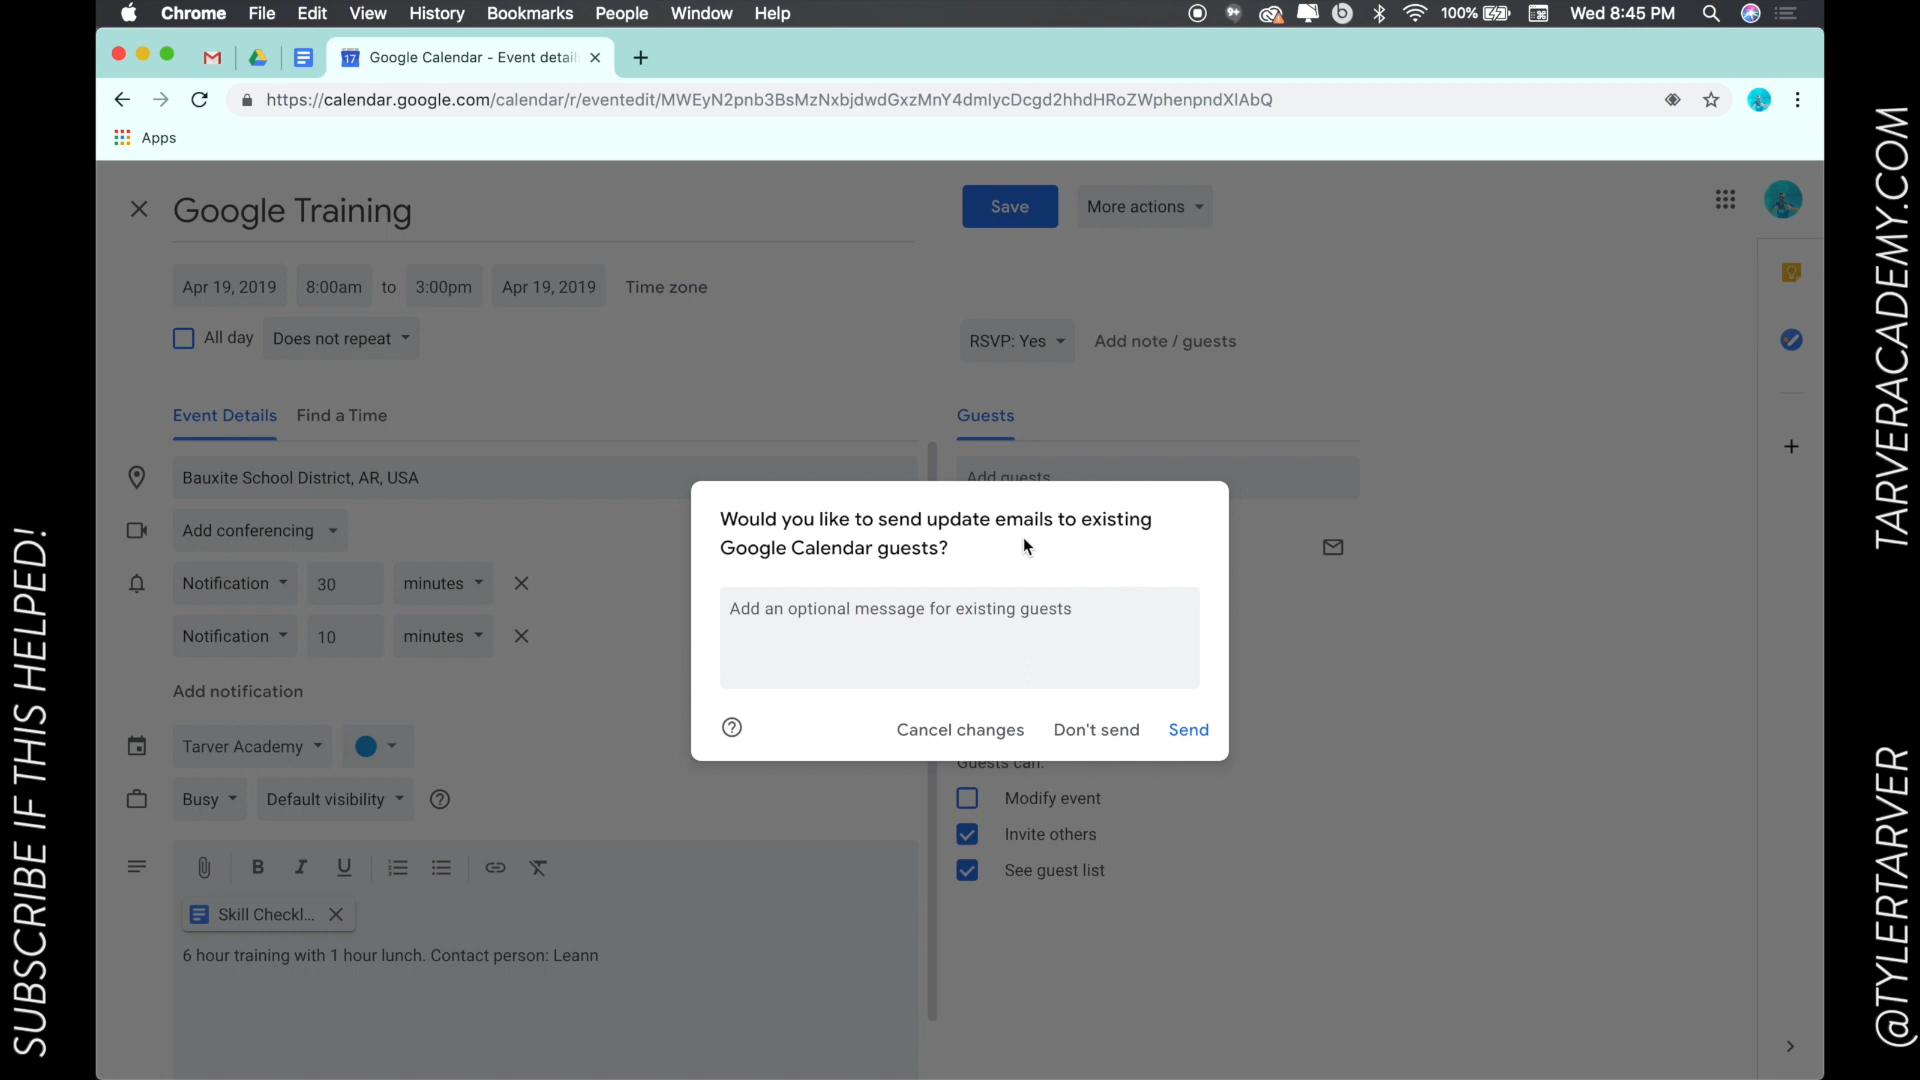 Chrome File Edit View History Bookmarks People Window Help
9+ 100% Wed 8:45 PM
17 Google Calendar - Event detail
https://calendar.google.com/calendar/r/eventedit/MWEyN2pnb3BsMzNxbjdwdGxzMnY4dmlycDcgd2hhdHRoZWphenpndXlAbQ
Apps
Google Training
Save
More actions
Apr 19, 2019 8:00am to 3:00pm Apr 19, 2019 Time zone
All day Does not repeat
RSVP: Yes Add note / guests
Event Details Find a Time
Guests
Bauxite School District, AR, USA
Add guests
Add conferencing
Notification 30 minutes
Notification 10 minutes
Add notification
Tarver Academy
Busy Default visibility
Skill Checkl...
6 hour training with 1 hour lunch. Contact person: Leann
Would you like to send update emails to existing
Google Calendar guests?
Add an optional message for existing guests
Cancel changes Don't send Send
Guests can:
Modify event
Invite others
See guest list
SUBSCRIBE IF THIS HELPED!
TARVERACADEMY.COM
@TYLERTARVER